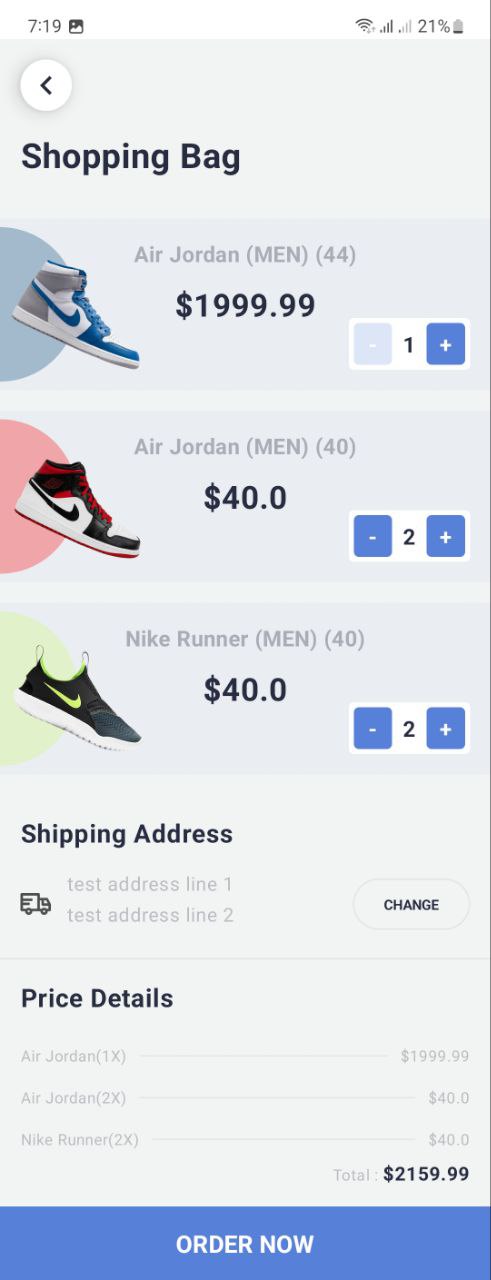 7:19 21%
Shopping Bag
Air Jordan (MEN) (44)
$1999.99
- 1 +
Air Jordan (MEN) (40)
$40.0
- 2 +
Nike Runner (MEN) (40)
$40.0
- 2 +
Shipping Address
test address line 1
test address line 2
CHANGE
Price Details
Air Jordan(1X) $1999.99
Air Jordan(2X) $40.0
Nike Runner(2X) $40.0
Total : $2159.99
ORDER NOW